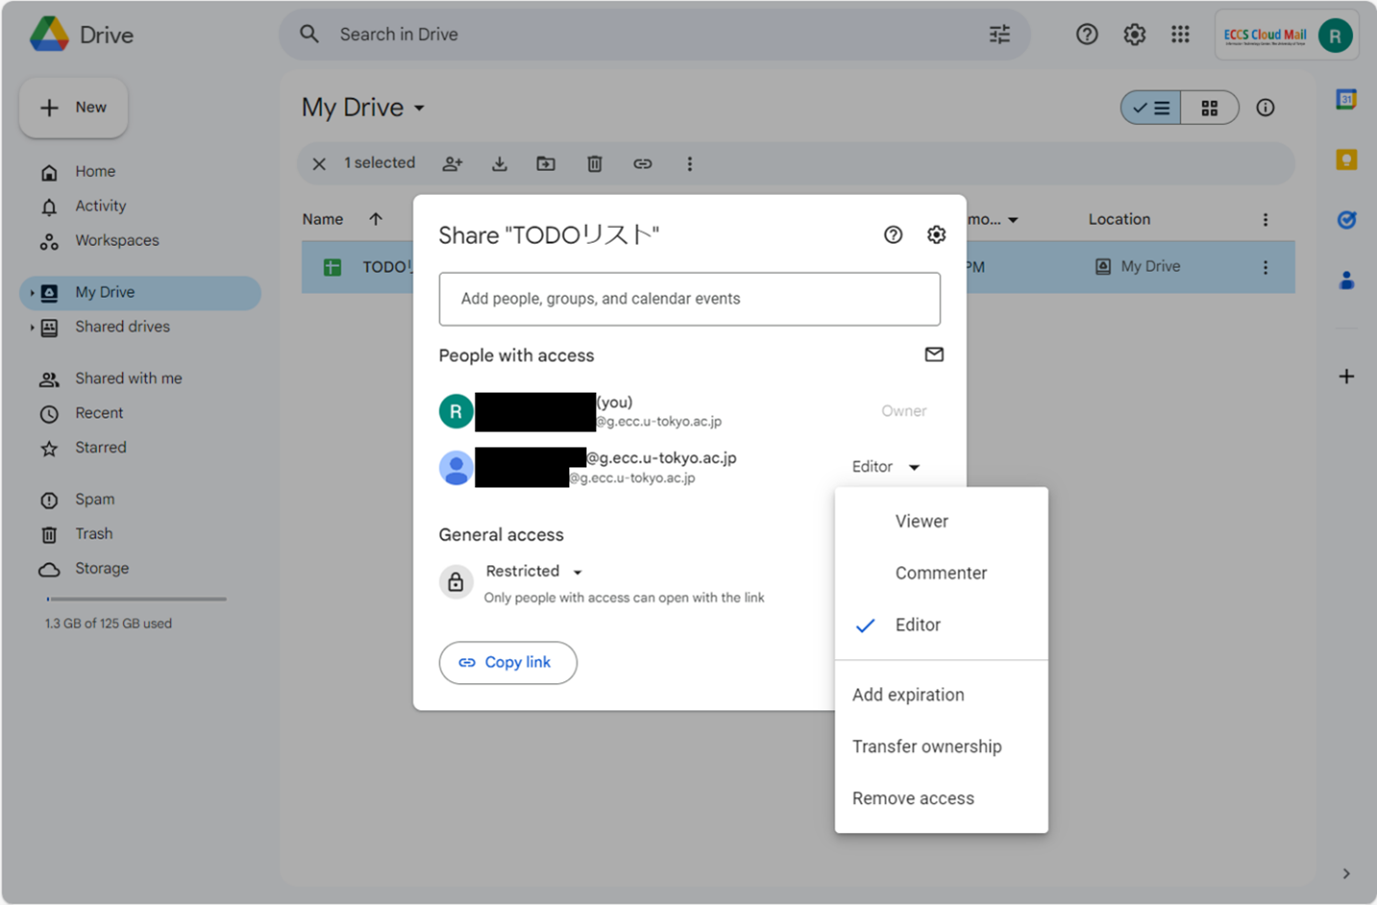 Drive
Search in Drive
ECCS Cloud Mail
R
New
My Drive
31
1 selected
Home
Activity
Workspaces
My Drive
Shared drives
Shared with me
Recent
Starred
Spam
Trash
Storage
1.3 GB of 125 GB used
Name
mo...
Location
TODO
PM
My Drive
Share "TODOリスト"
Add people, groups, and calendar events
People with access
R
(you)
Owner
@g.ecc.u-tokyo.ac.jp
@g.ecc.u-tokyo.ac.jp
Editor
@g.ecc.u-tokyo.ac.jp
General access
Restricted
Only people with access can open with the link
Copy link
Viewer
Commenter
Editor
Add expiration
Transfer ownership
Remove access